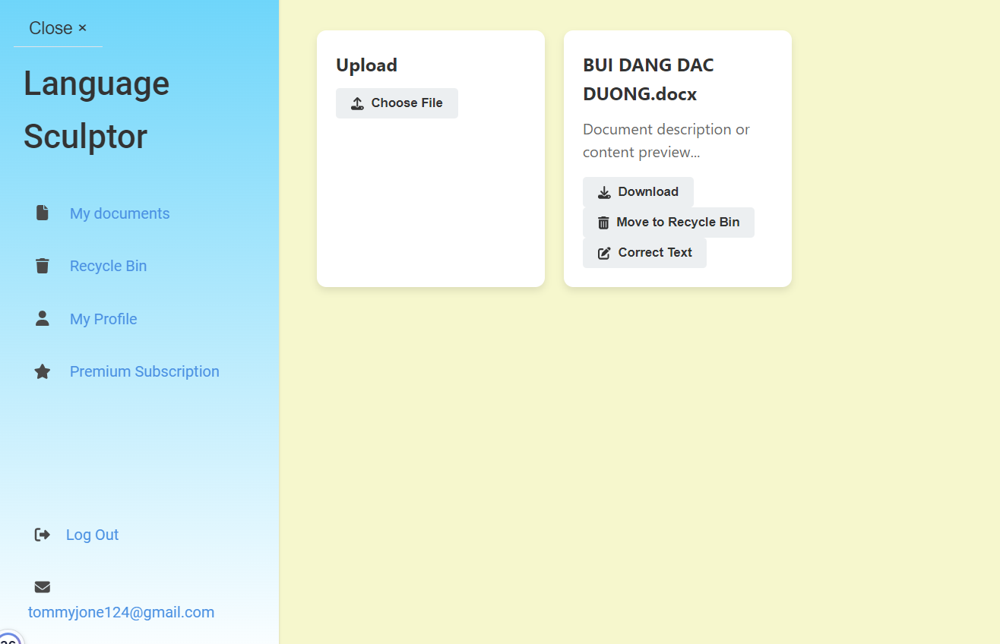 Close ×
Language
Sculptor
My documents
Recycle Bin
My Profile
Premium Subscription
Log Out
tommyjone124@gmail.com
Upload
Choose File
BUI DANG DAC
DUONG.docx
Document description or
content preview...
Download
Move to Recycle Bin
Correct Text